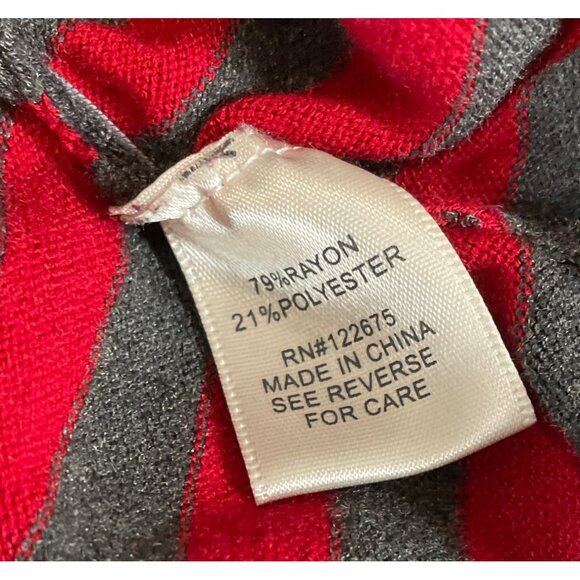 79%RAYON
21%POLYESTER
RN#122675
MADE IN CHINA
SEE REVERSE
FOR CARE